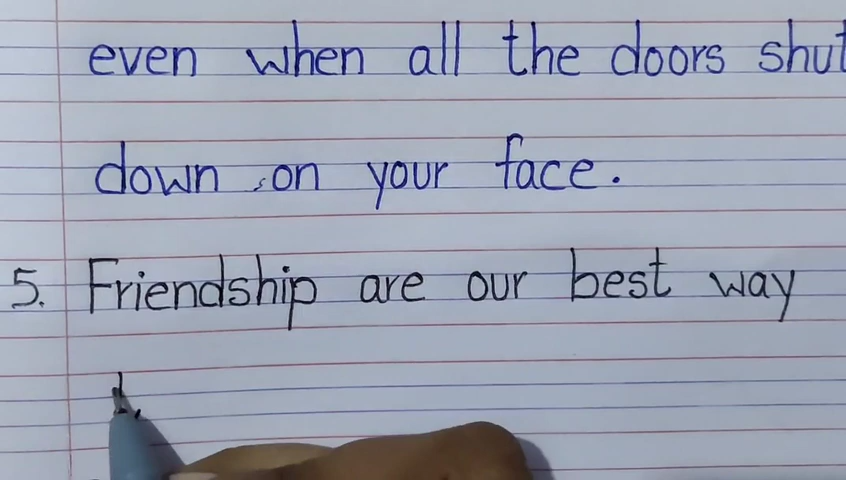 even when all the doors shut
down on your face.
5. Friendship are our best way